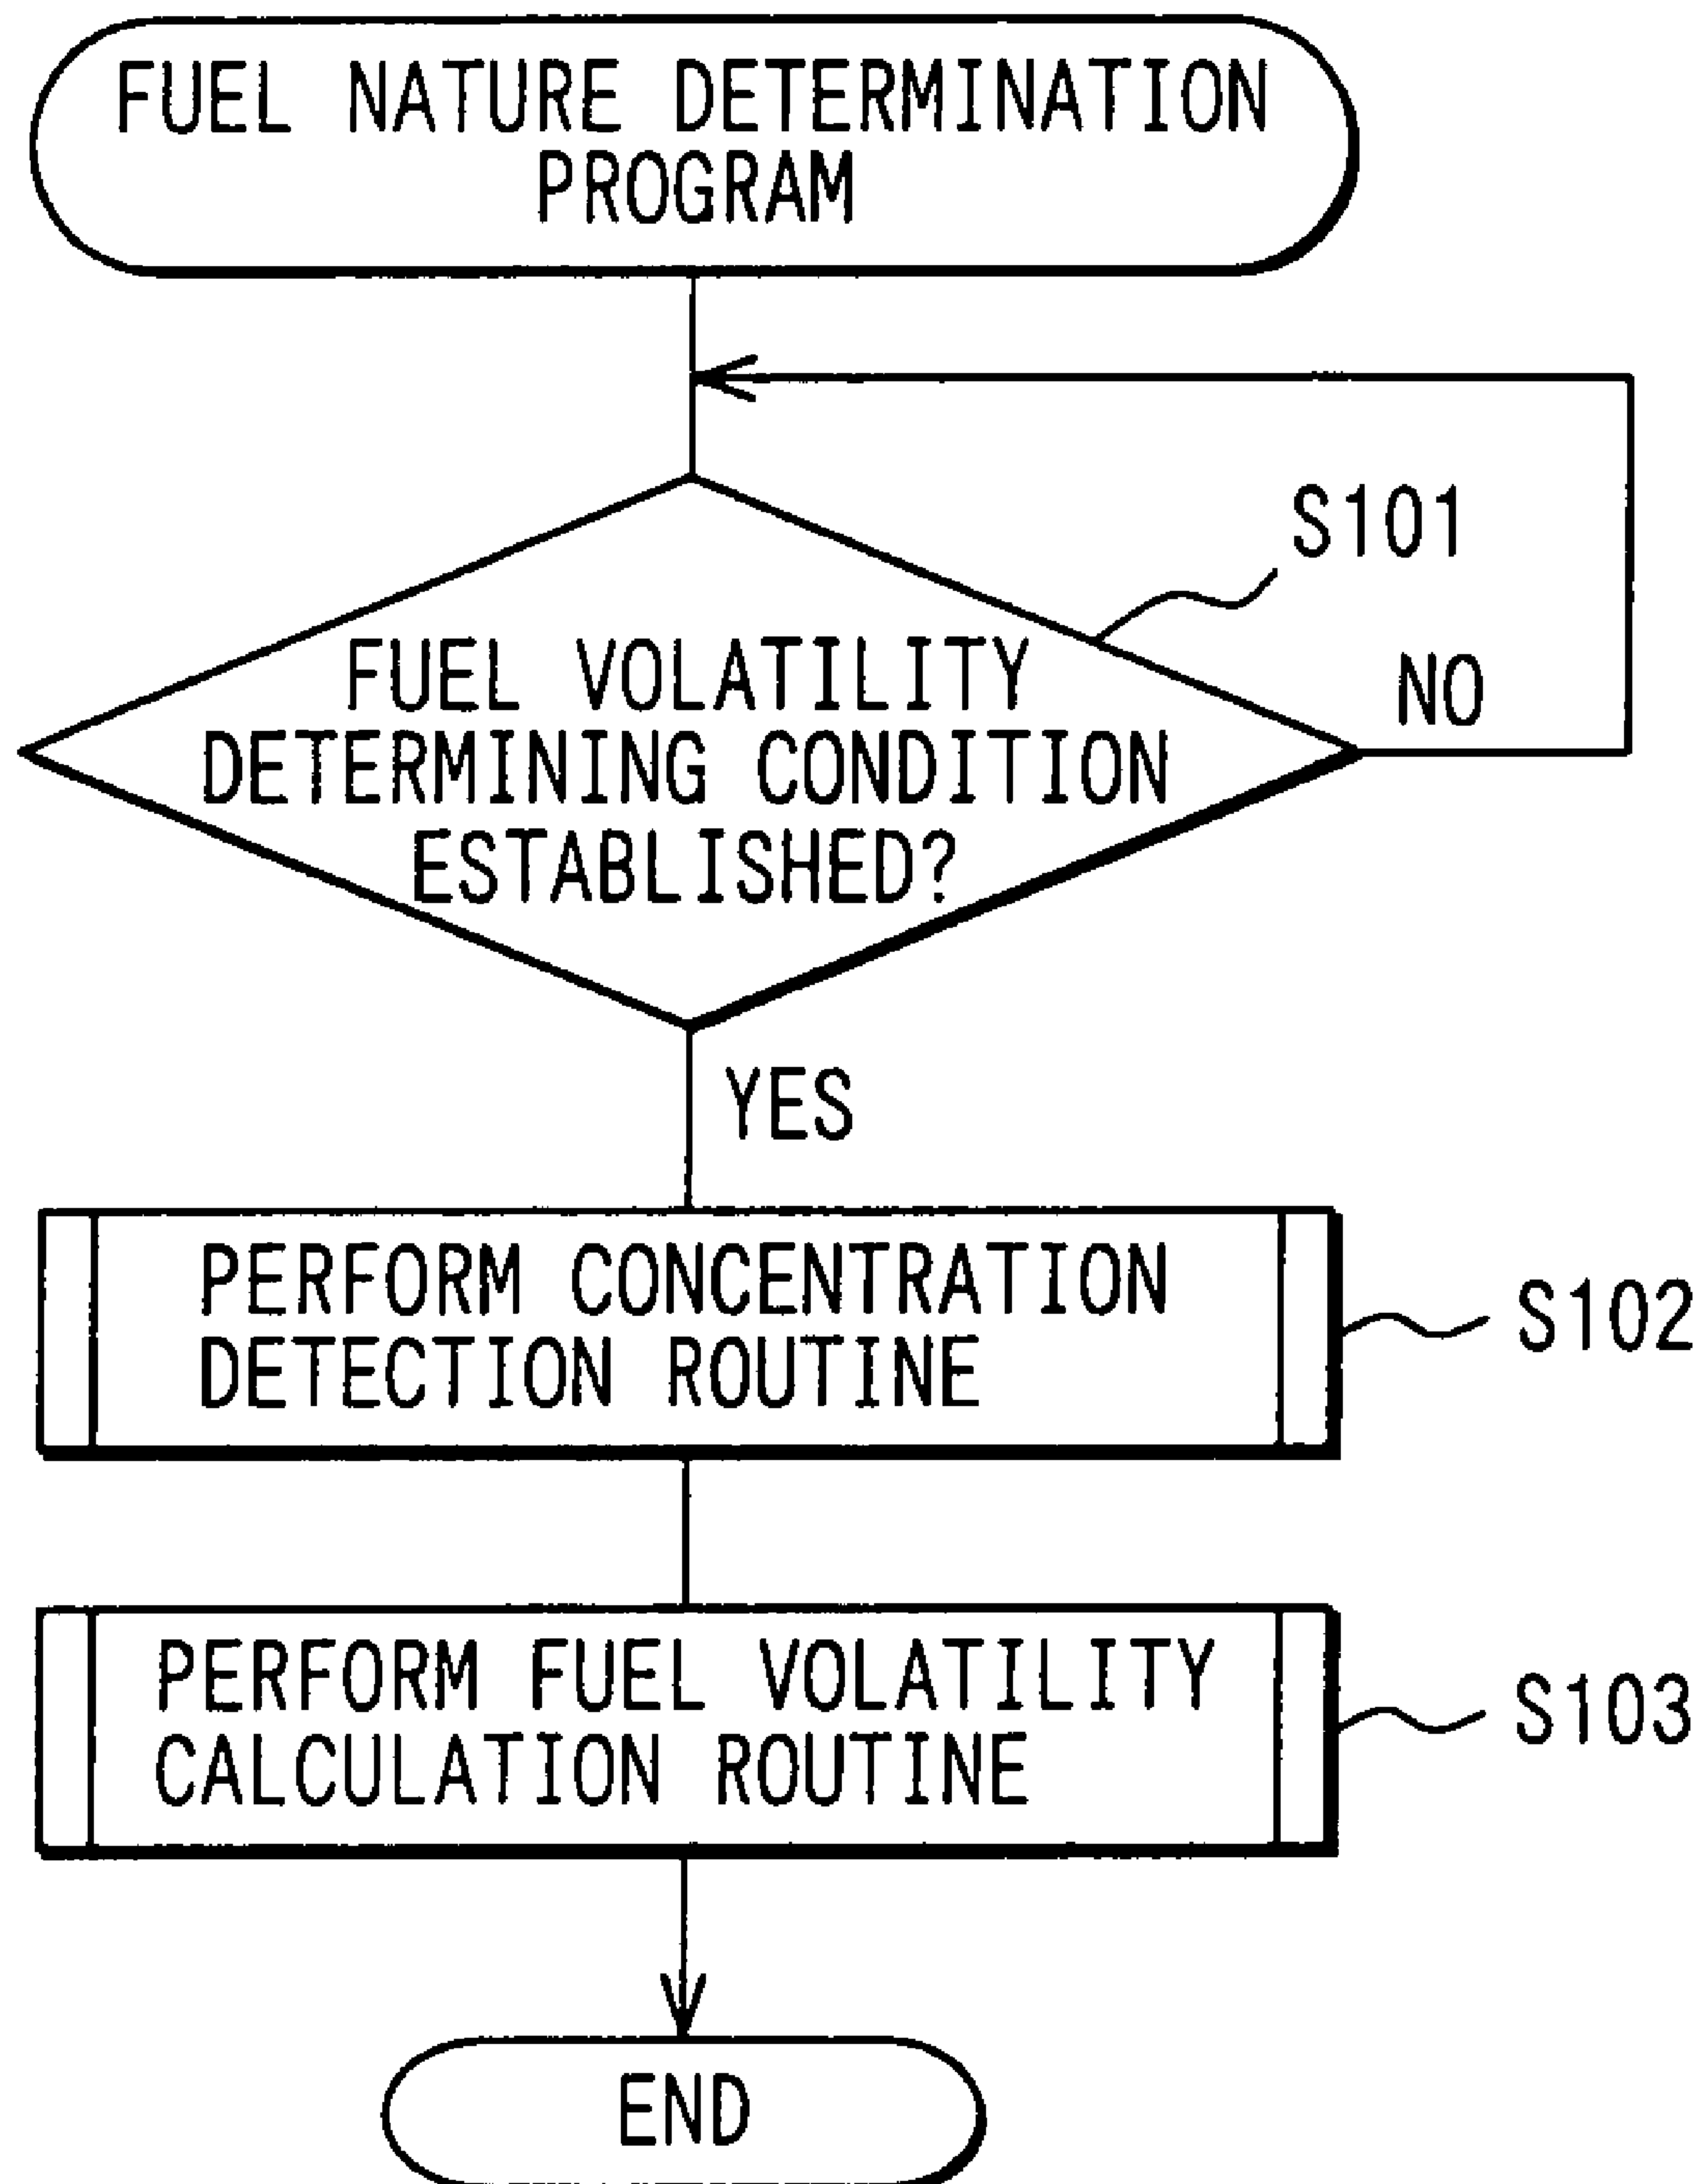 FUEL NATURE DETERMINATION
PROGRAM
S101
FUEL VOLATILITY
DETERMINING CONDITION
ESTABLISHED?
NO
YES
PERFORM CONCENTRATION
DETECTION ROUTINE
S102
PERFORM FUEL VOLATILITY
CALCULATION ROUTINE
S103
END